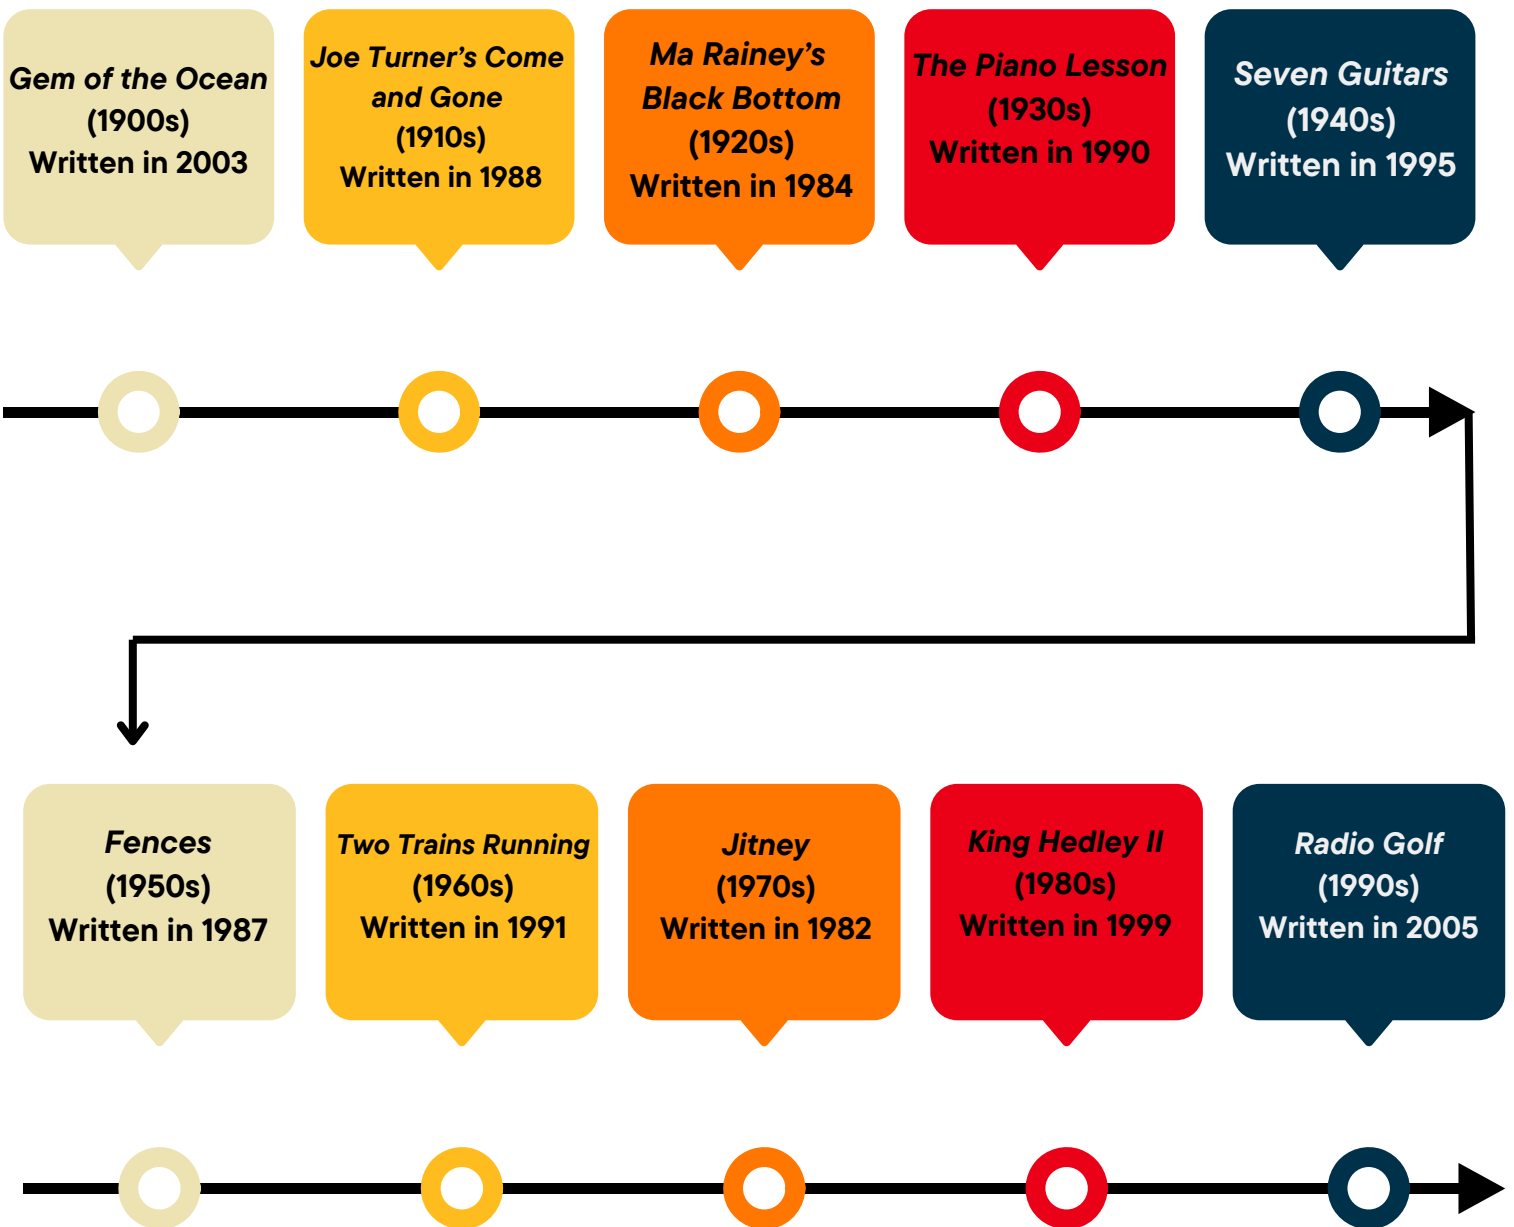 Gem of the Ocean
(1900s)
Written in 2003
Joe Turner’s Come
and Gone
(1910s)
Written in 1988
Ma Rainey’s
Black Bottom
(1920s)
Written in 1984
The Piano Lesson
(1930s)
Written in 1990
Seven Guitars
(1940s)
Written in 1995
Fences
(1950s)
Written in 1987
Two Trains Running
(1960s)
Written in 1991
Jitney
(1970s)
Written in 1982
King Hedley II
(1980s)
Written in 1999
Radio Golf
(1990s)
Written in 2005